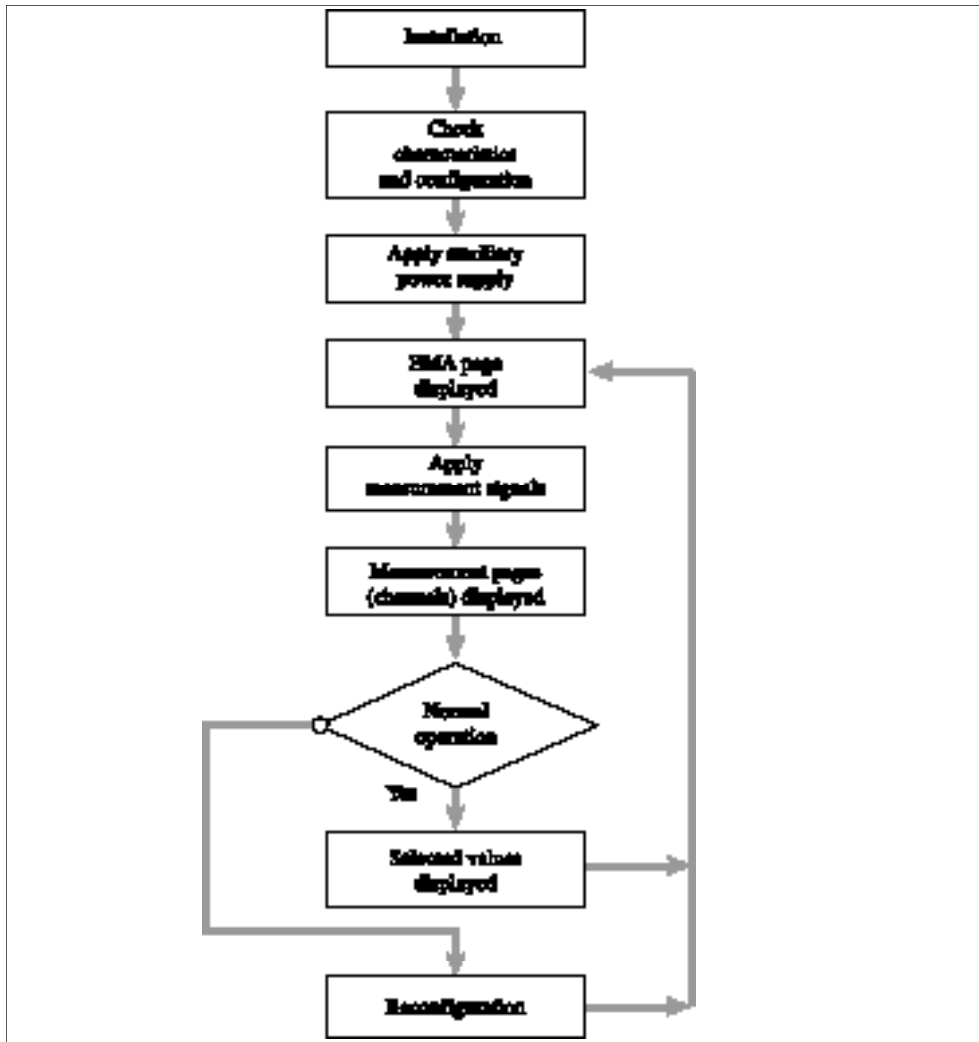 Installation
Check
characteristics
and configuration
Apply auxiliary
power supply
page
displayed
Apply
measurement signals
Measurement pages
(channels) displayed
Normal
operation
Yes
Selected values
displayed
Reconfiguration